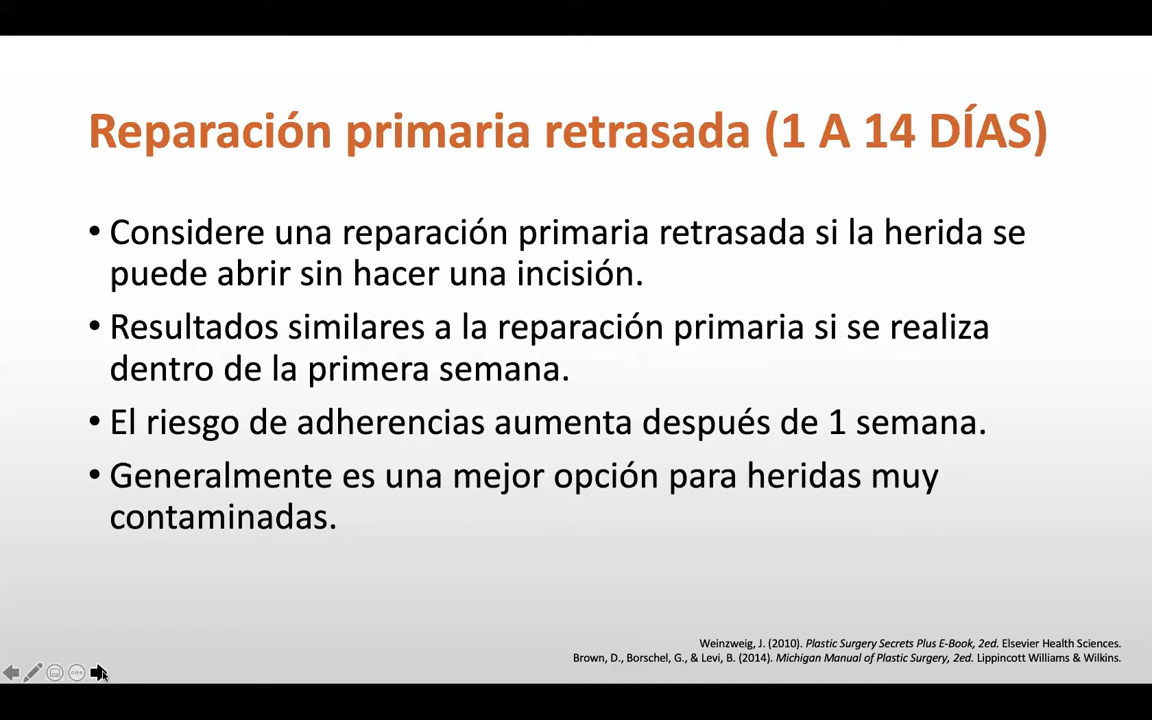 Reparación primaria retrasada (1 A 14 DÍAS)
• Considere una reparación primaria retrasada si la herida se
puede abrir sin hacer una incisión.
• Resultados similares a la reparación primaria si se realiza
dentro de la primera semana.
• El riesgo de adherencias aumenta después de 1 semana.
• Generalmente es una mejor opción para heridas muy
contaminadas.
Weinzweig, J. (2010). Plastic Surgery Secrets Plus E-Book, 2ed. Elsevier Health Sciences.
Brown, D., Borschel, G., & Levi, B. (2014). Michigan Manual of Plastic Surgery, 2ed. Lippincott Williams & Wilkins.